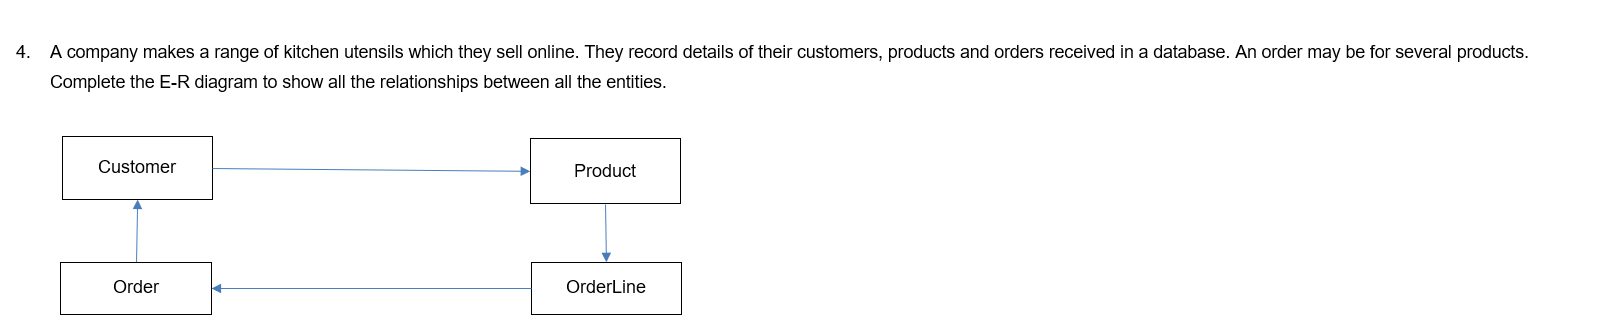 4. A company makes a range of kitchen utensils which they sell online. They record details of their customers, products and orders received in a database. An order may be for several products.
Complete the E-R diagram to show all the relationships between all the entities.
Customer
Product
Order
OrderLine